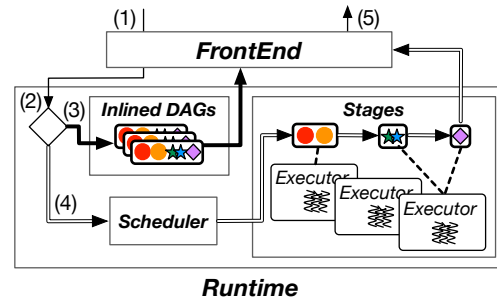 (1)
(5)
FrontEnd
(2)
(3)
Inlined DAGs
Stages
(4)
Scheduler
Executor
Executor
Executor
Runtime